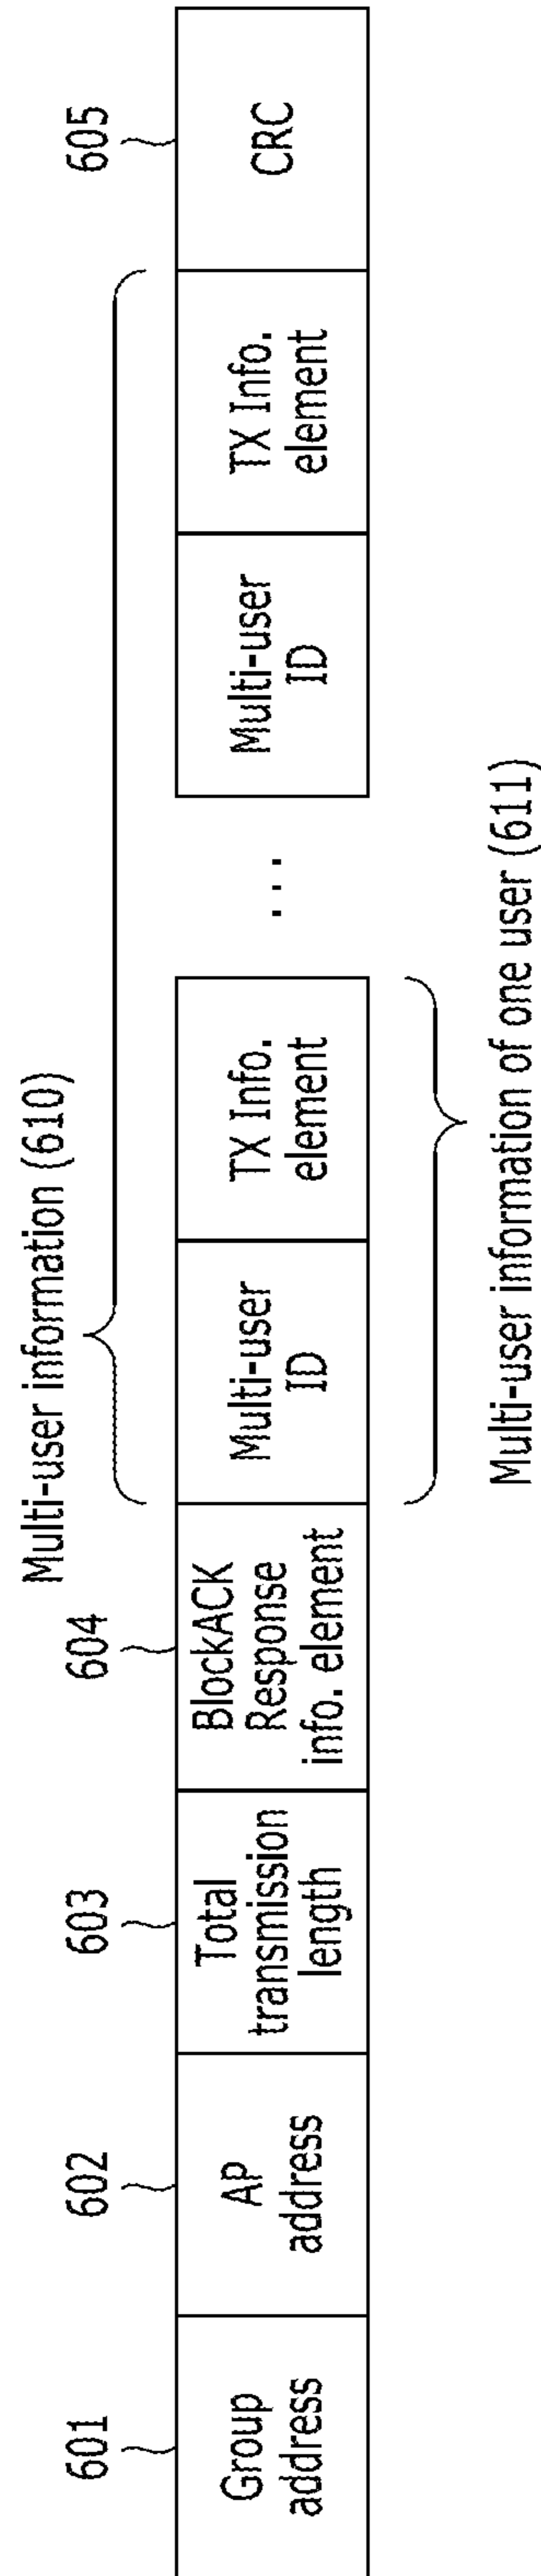 Multi-user information (610)
601
602
603
604
605
Group
address
AP
address
Total
transmission
length
BlockACK
Response
info. element
Multi-user
ID
TX Info.
element
. . .
Multi-user
ID
TX Info.
element
CRC
Multi-user information of one user (611)